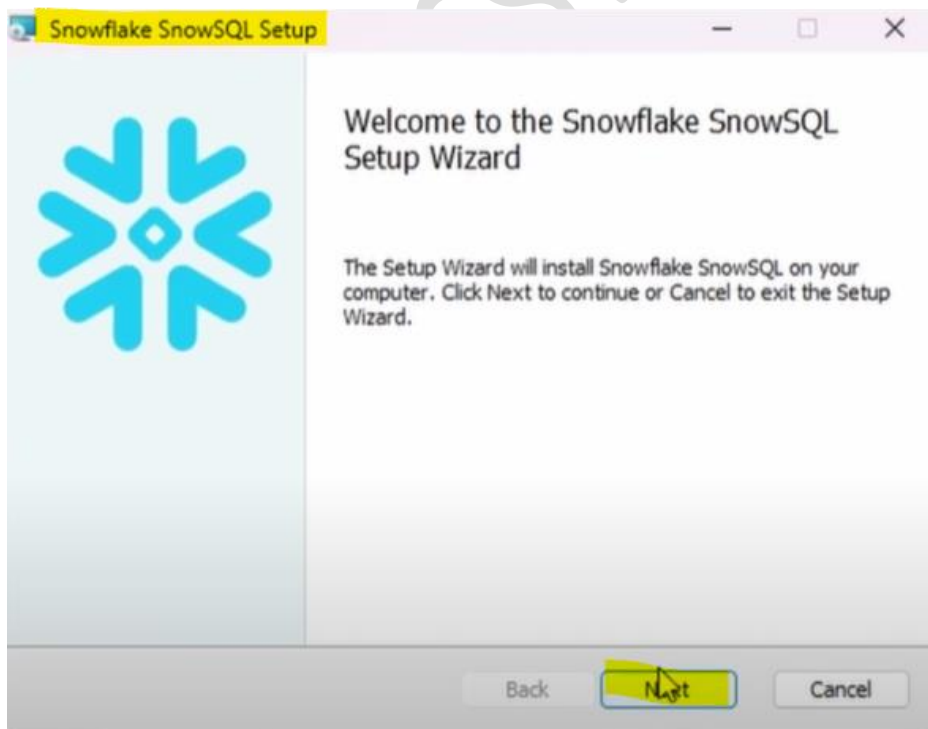 Snowflake SnowSQL Setup
Welcome to the Snowflake SnowSQL
Setup Wizard
The Setup Wizard will install Snowflake SnowSQL on your
computer. Click Next to continue or Cancel to exit the Setup
Wizard.
Back Next Cancel